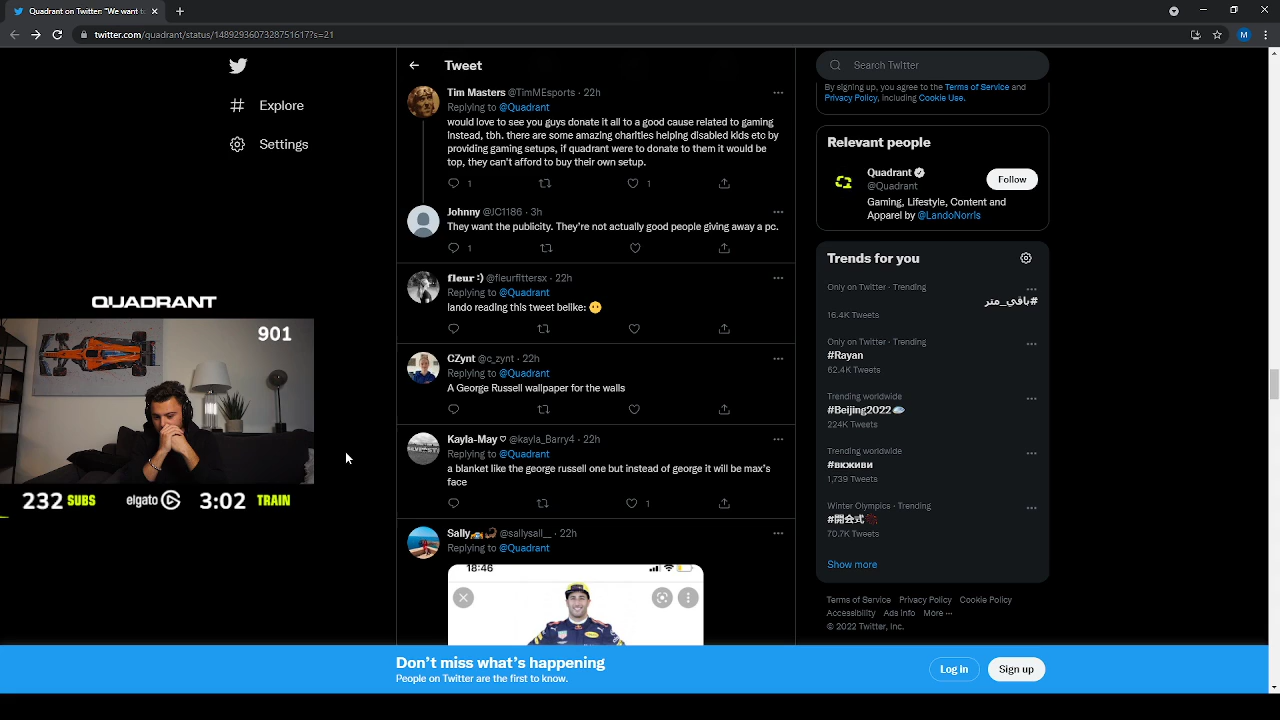 Quadrant on Twitter: "We want to
twitter.com/quadrant/status/1489293607328751617?s=21
M
Explore
Settings
Tweet
Tim Masters @TimMEsports · 22h
Replying to @Quadrant
would love to see you guys donate it all to a good cause related to gaming
instead, tbh. there are some amazing charities helping disabled kids etc by
providing gaming setups, if quadrant were to donate to them it would be
top, they can't afford to buy their own setup.
1 1
Johnny @JC1186 · 3h
They want the publicity. They're not actually good people giving away a pc.
1
fleur :) @fleurfittersx · 22h
Replying to @Quadrant
lando reading this tweet belike: 😶
CZynt @c_zynt · 22h
Replying to @Quadrant
A George Russell wallpaper for the walls
Kayla-May ♡ @kayla_Barry4 · 22h
Replying to @Quadrant
a blanket like the george russell one but instead of george it will be max's
face
1
Sally @sallysall__ · 22h
Replying to @Quadrant
18:46
Search Twitter
By signing up, you agree to the Terms of Service and
Privacy Policy, including Cookie Use.
Relevant people
Quadrant
@Quadrant
Follow
Gaming, Lifestyle, Content and
Apparel by @LandoNorris
Trends for you
Only on Twitter · Trending
#باقي_متر
16.4K Tweets
Only on Twitter · Trending
#Rayan
62.4K Tweets
Trending worldwide
#Beijing2022
224K Tweets
Trending worldwide
#вкживи
1,739 Tweets
Winter Olympics · Trending
#開会式
70.7K Tweets
Show more
Terms of Service Privacy Policy Cookie Policy
Accessibility Ads info More ···
© 2022 Twitter, Inc.
QUADRANT
901
232 SUBS elgato 3:02 TRAIN
Don't miss what's happening
People on Twitter are the first to know.
Log in
Sign up